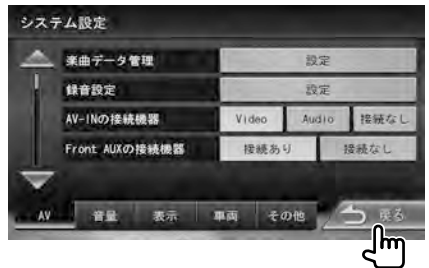 システム設定
楽曲データ管理 設定
録音設定 設定
AV-INの接続機器 Video Audio 接続なし
Front AUXの接続機器 接続あり 接続なし
AV 音量 表示 車両 その他 戻る